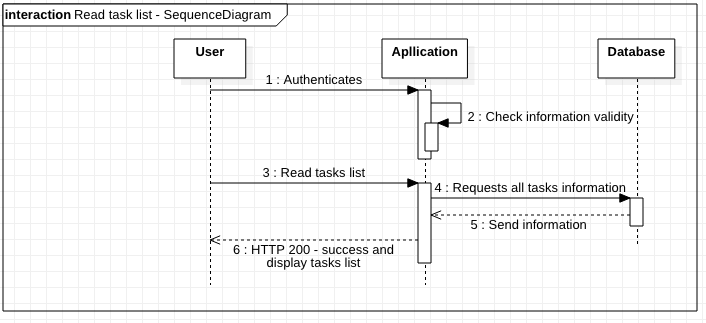 interaction Read task list - SequenceDiagram
User
Apllication
Database
1 : Authenticates
2 : Check information validity
3 : Read tasks list
4 : Requests all tasks information
5 : Send information
6 : HTTP 200 - success and
display tasks list